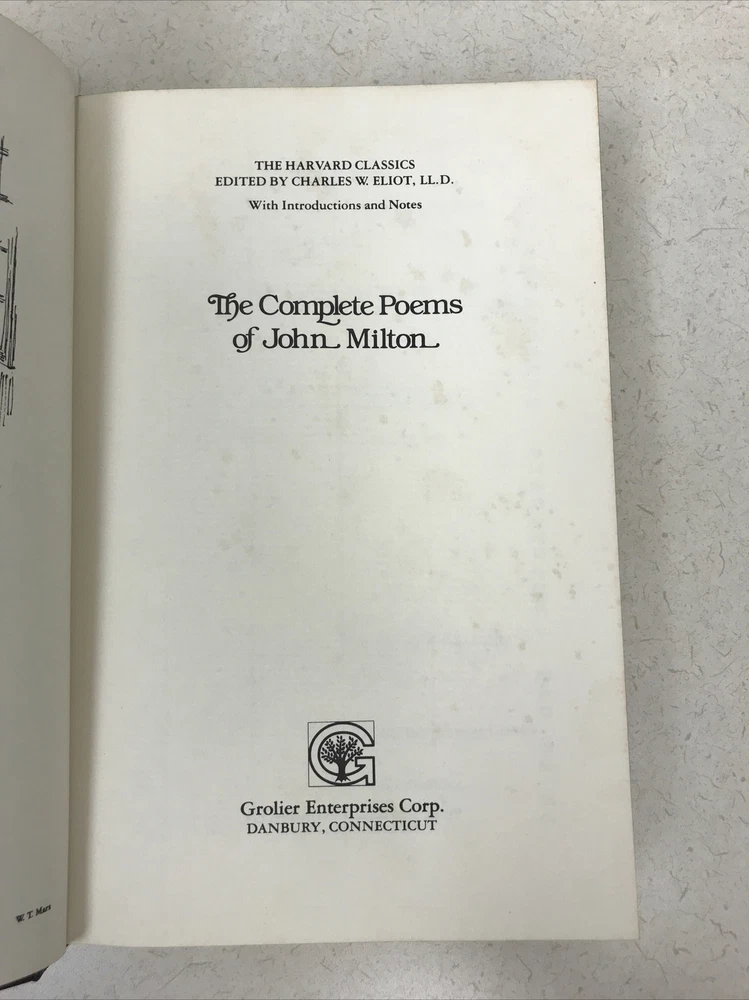 THE HARVARD CLASSICS
EDITED BY CHARLES W. ELIOT, LL.D.
With Introductions and Notes
The Complete Poems
of John Milton
G
Grolier Enterprises Corp.
DANBURY, CONNECTICUT
W. T. Mars